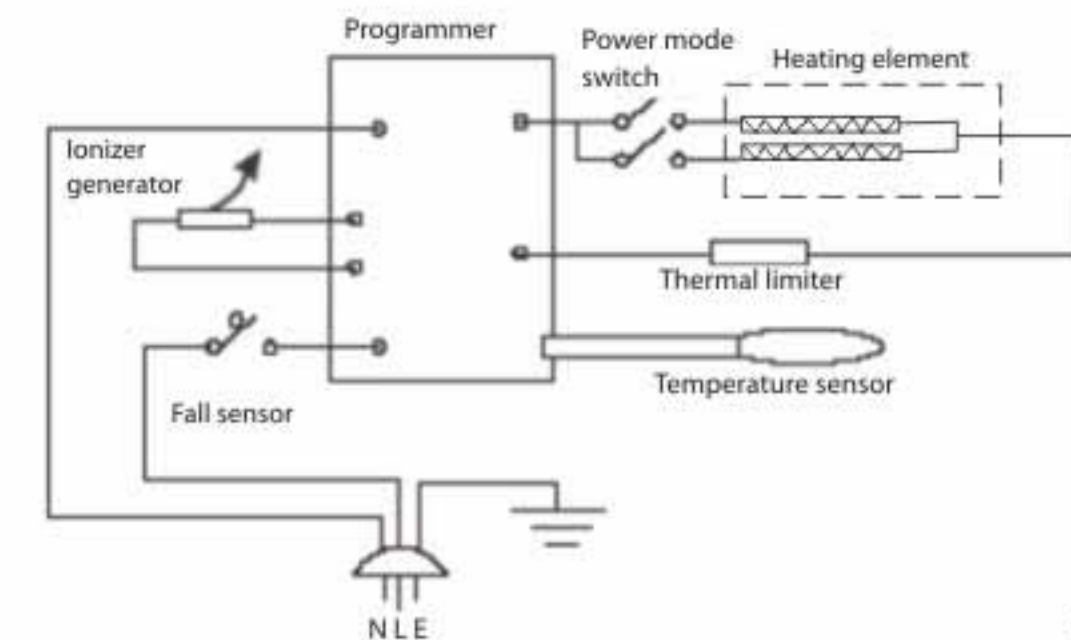 Programmer
Power mode
switch
Heating element
Ionizer
generator
Thermal limiter
Temperature sensor
Fall sensor
N L E